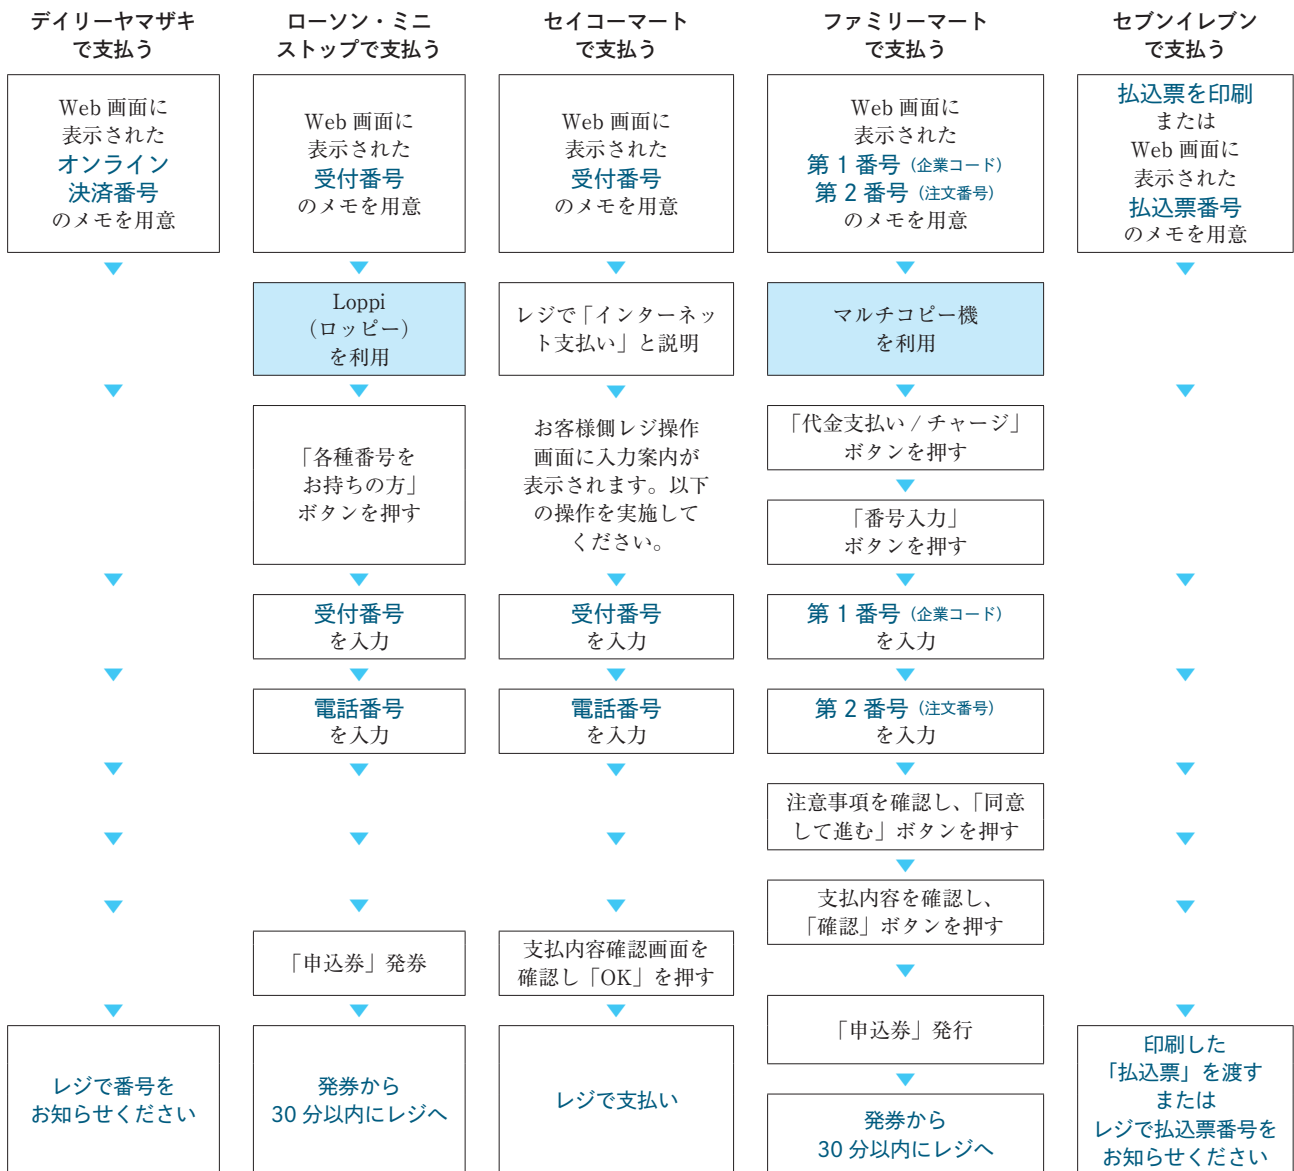 デイリーヤマザキ
で支払う
Web 画面に
表示された
オンライン
決済番号
のメモを用意
レジで番号を
お知らせください
ローソン・ミニ
ストップで支払う
Web 画面に
表示された
受付番号
のメモを用意
Loppi
（ロッピー）
を利用
「各種番号を
お持ちの方」
ボタンを押す
受付番号
を入力
電話番号
を入力
「申込券」発券
発券から
30 分以内にレジへ
セイコーマート
で支払う
Web 画面に
表示された
受付番号
のメモを用意
レジで「インターネッ
ト支払い」と説明
お客様側レジ操作
画面に入力案内が
表示されます。以下
の操作を実施して
ください。
受付番号
を入力
電話番号
を入力
支払内容確認画面を
確認し「OK」を押す
レジで支払い
ファミリーマート
で支払う
Web 画面に
表示された
第 1 番号（企業コード）
第 2 番号（注文番号）
のメモを用意
マルチコピー機
を利用
「代金支払い / チャージ」
ボタンを押す
「番号入力」
ボタンを押す
第 1 番号（企業コード）
を入力
第 2 番号（注文番号）
を入力
注意事項を確認し、「同意
して進む」ボタンを押す
支払内容を確認し、
「確認」ボタンを押す
「申込券」発行
発券から
30 分以内にレジへ
セブンイレブン
で支払う
払込票を印刷
または
Web 画面に
表示された
払込票番号
のメモを用意
印刷した
「払込票」を渡す
または
レジで払込票番号を
お知らせください